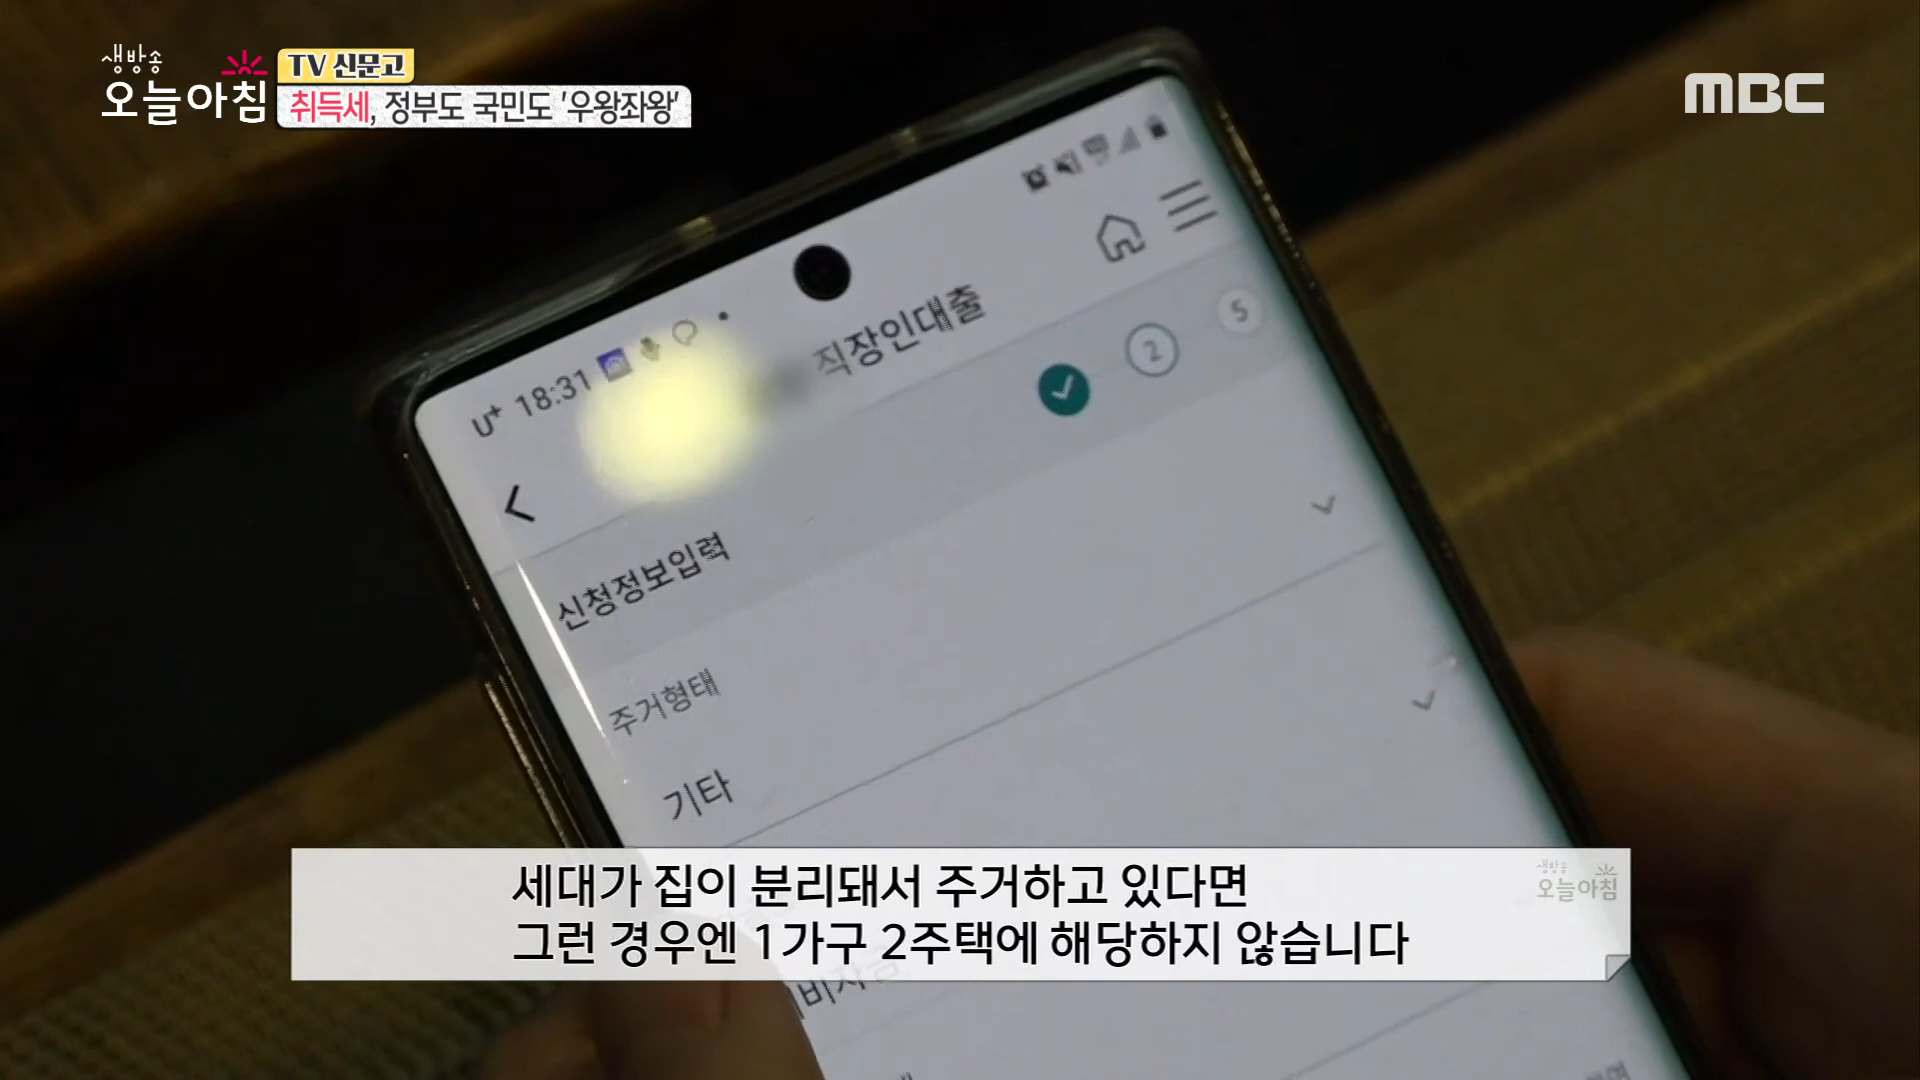 생방송
오늘아침
TV 신문고
취득세, 정부도 국민도 '우왕좌왕'
MBC
U+ 18:31
직장인대출
2
5
신청정보입력
주거형태
기타
세대가 집이 분리돼서 주거하고 있다면
그런 경우엔 1가구 2주택에 해당하지 않습니다
생방송
오늘아침